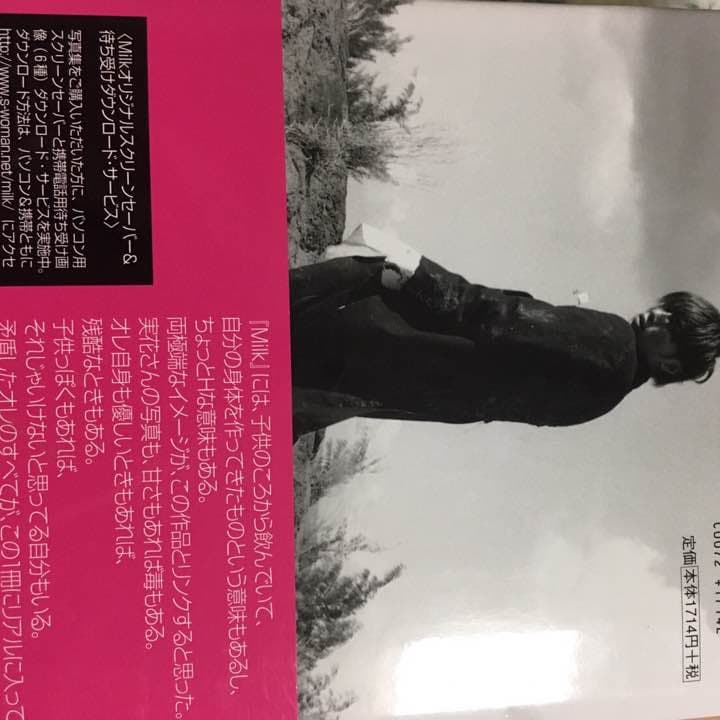 〈Milkオリジナルスクリーンセーバー&
待ち受けダウンロード・サービス〉
写真集をご購入いただいた方に、パソコン用
スクリーンセーバーと携帯電話用待ち受け画
像（6種）ダウンロード・サービスを実施中。
ダウンロード方法は、パソコン&携帯ともに
http://www.s-woman.net/milk/ にアクセ
『Milk』には、子供のころから飲んでいて、
自分の身体を作ってきたものという意味もあるし、
ちょっとHな意味もある。
両極端なイメージが、この作品とリンクすると思った。
実花さんの写真も、甘さもあれば毒もある。
オレ自身も優しいときもあれば、
残酷なときもある。
子供っぽくもあれば、
それじゃいけないと思ってる自分もいる。
矛盾したオレのすべてが、この1冊にリアルに入って
定価 本体1714円+税